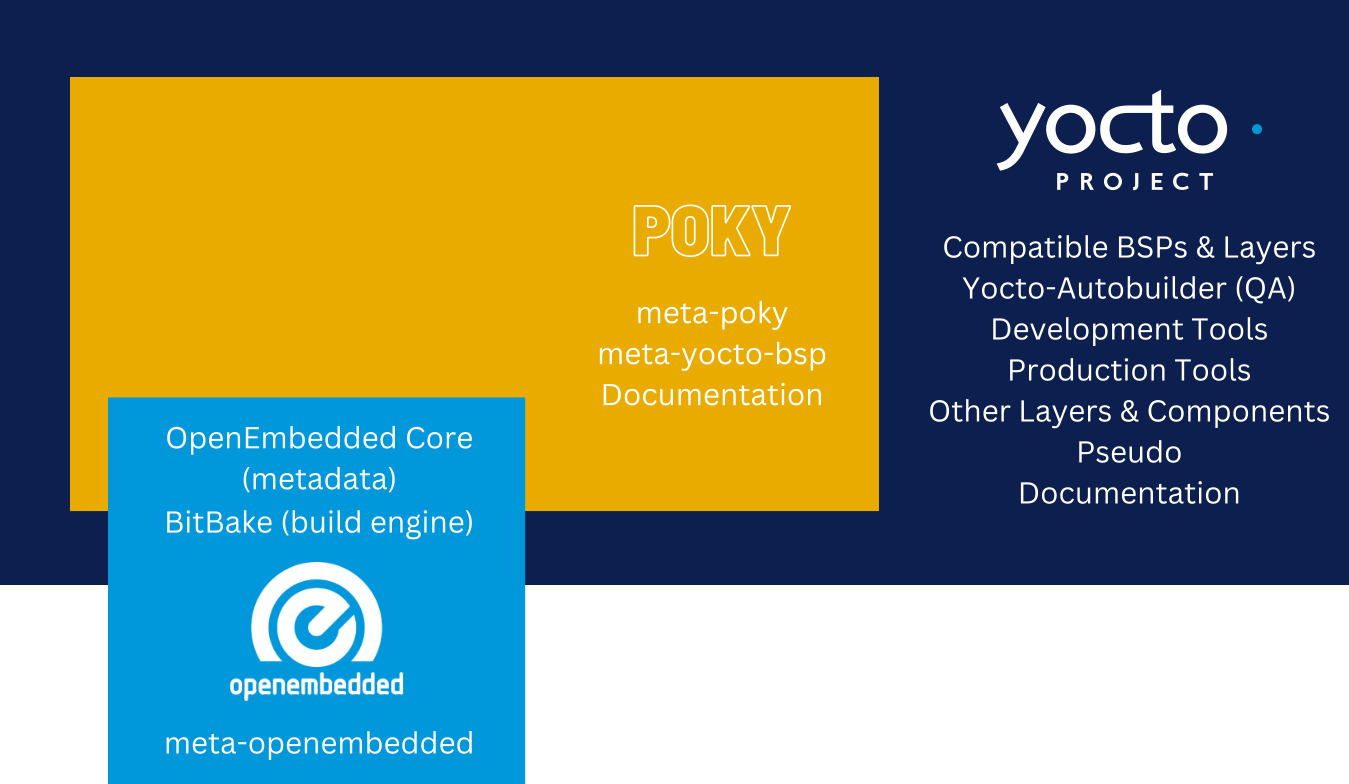 yocto
PROJECT
Compatible BSPs & Layers
Yocto-Autobuilder (QA)
Development Tools
Production Tools
Other Layers & Components
Pseudo
Documentation
POKY
meta-poky
meta-yocto-bsp
Documentation
OpenEmbedded Core
(metadata)
BitBake (build engine)
openembedded
meta-openembedded